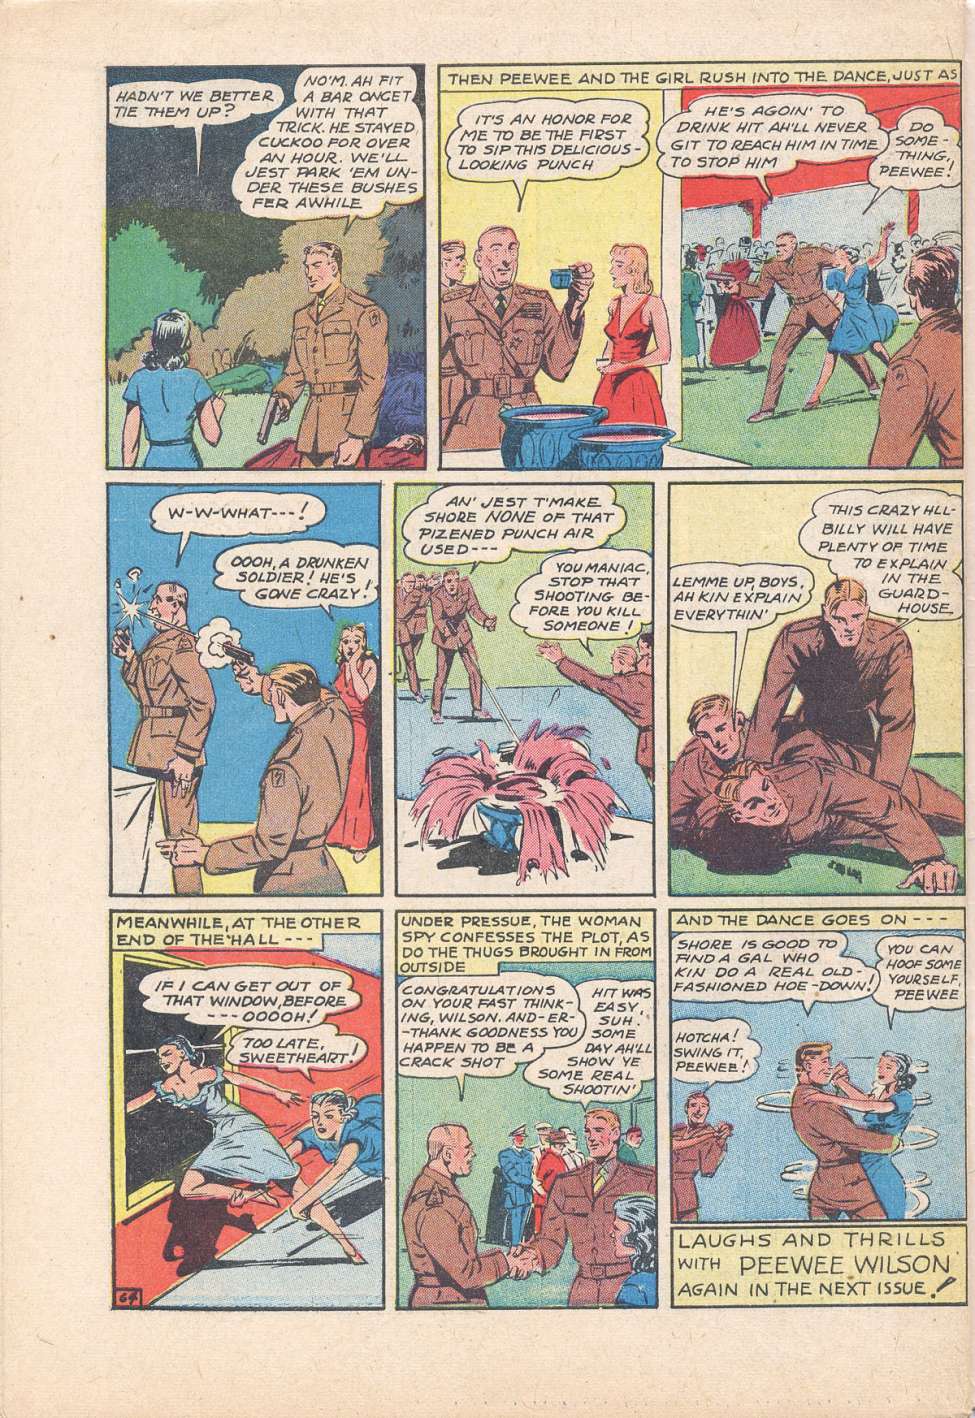 HADN'T WE BETTER
TIE THEM UP?
NO'M. AH FIT
A BAR ONCET
WITH THAT
TRICK. HE STAYED
CUCKOO FOR OVER
AN HOUR. WE'LL
JEST PARK 'EM UN-
DER THESE BUSHES
FER AWHILE
THEN PEEWEE AND THE GIRL RUSH INTO THE DANCE, JUST AS
IT'S AN HONOR FOR
ME TO BE THE FIRST
TO SIP THIS DELICIOUS-
LOOKING PUNCH
HE'S AGOIN' TO
DRINK HIT AH'LL NEVER
GIT TO REACH HIM IN TIME
TO STOP HIM
DO
SOME-
THING,
PEEWEE!
W-W-WHAT---!
OOOH, A DRUNKEN
SOLDIER! HE'S
GONE CRAZY!
AN' JEST T'MAKE
SHORE NONE OF THAT
PIZENED PUNCH AIR
USED---
YOU MANIAC,
STOP THAT
SHOOTING BE-
FORE YOU KILL
SOMEONE!
LEMME UP, BOYS,
AH KIN EXPLAIN
EVERYTHIN'
THIS CRAZY HLL-
BILLY WILL HAVE
PLENTY OF TIME
TO EXPLAIN
IN THE
GUARD-
HOUSE
MEANWHILE, AT THE OTHER
END OF THE HALL ---
IF I CAN GET OUT OF
THAT WINDOW, BEFORE
---OOOOH!
TOO LATE,
SWEETHEART!
64
UNDER PRESSUE, THE WOMAN
SPY CONFESSES THE PLOT, AS
DO THE THUGS BROUGHT IN FROM
OUTSIDE
CONGRATULATIONS
ON YOUR FAST THINK-
ING, WILSON. AND-ER-
-THANK GOODNESS YOU
HAPPEN TO BE A
CRACK SHOT
HIT WAS
EASY,
SUH.
SOME
DAY AH'LL
SHOW YE
SOME REAL
SHOOTIN'
AND THE DANCE GOES ON ----
SHORE IS GOOD TO
FIND A GAL WHO
KIN DO A REAL OLD-
FASHIONED HOE-DOWN!
YOU CAN
HOOF SOME
YOURSELF,
PEEWEE
HOTCHA!
SWING IT,
PEEWEE!
LAUGHS AND THRILLS
WITH PEEWEE WILSON
AGAIN IN THE NEXT ISSUE!